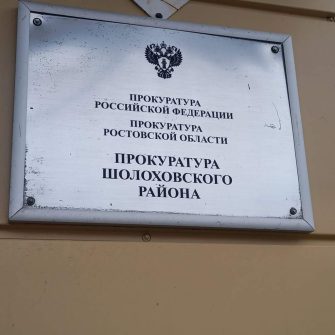 ПРОКУРАТУРА
РОССИЙСКОЙ ФЕДЕРАЦИИ
ПРОКУРАТУРА
РОСТОВСКОЙ ОБЛАСТИ
ПРОКУРАТУРА
ШОЛОХОВСКОГО
РАЙОНА